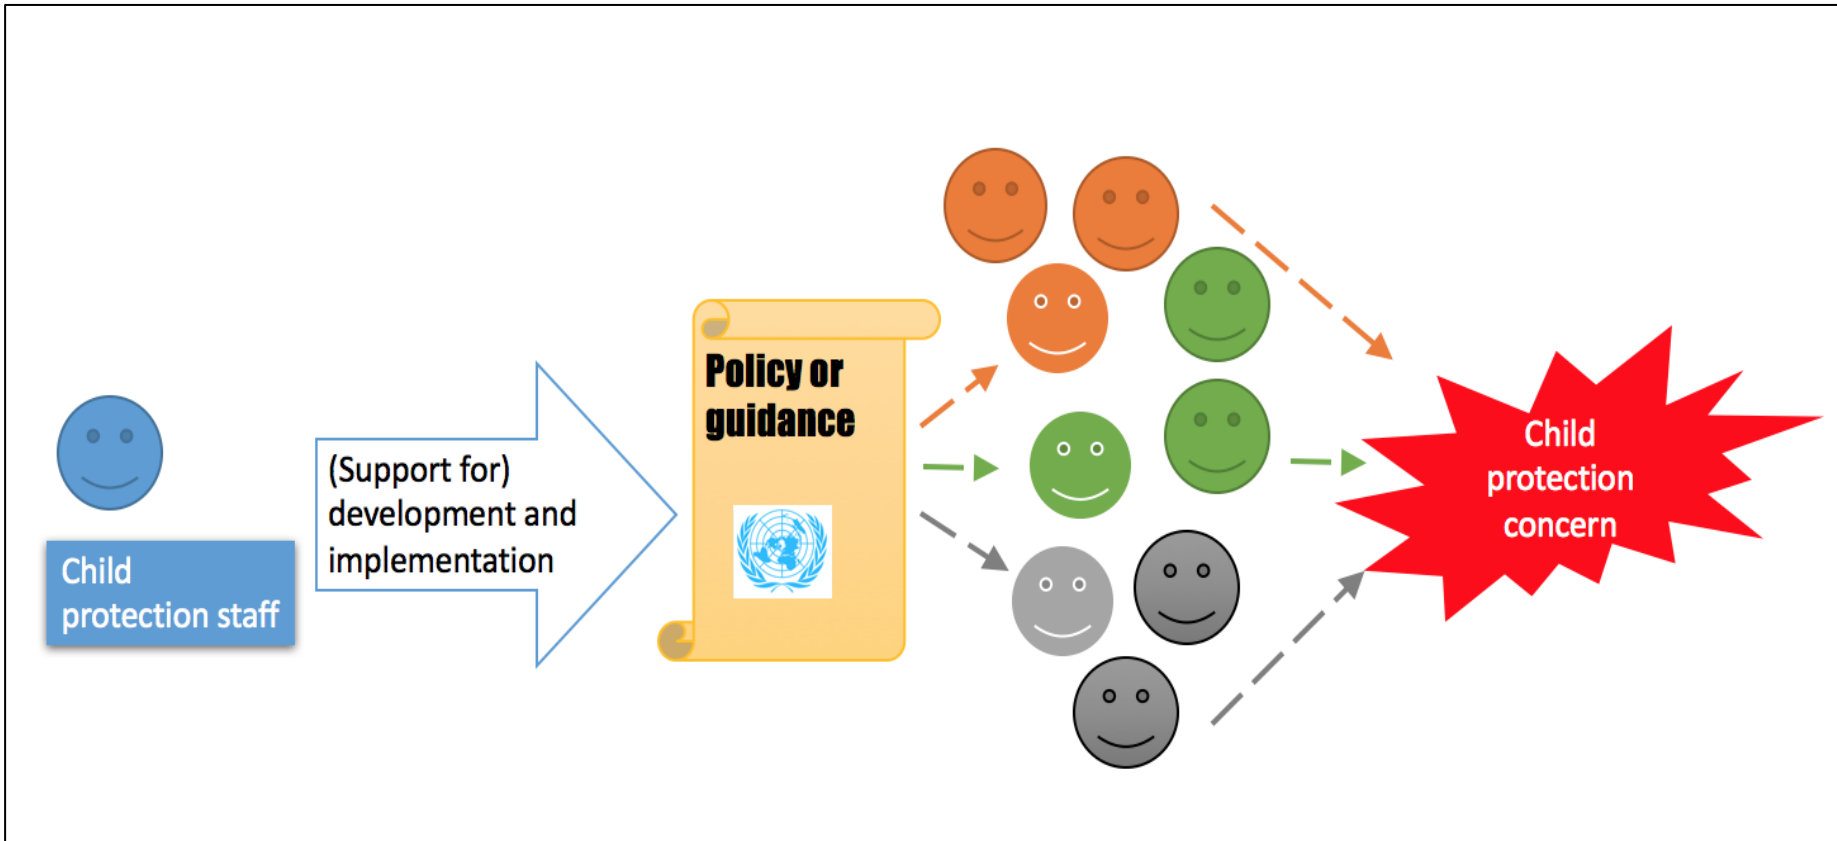 Child
protection staff
(Support for)
development and
implementation
Policy or
guidance
Child
protection
concern